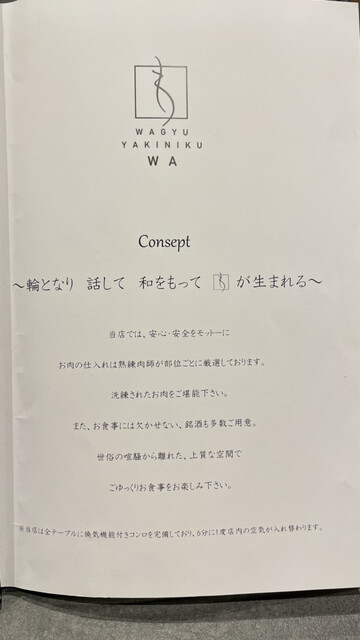 WAGYU
YAKINIKU
WA
Consept
〜輪となり 話して 和をもって が生まれる〜
当店では、安心・安全をモットーに
お肉の仕入れは熟練肉師が部位ごとに厳選しております。
洗練されたお肉をご堪能下さい。
また、お食事には欠かせない、銘酒も多数ご用意。
世俗の喧騒から離れた、上質な空間で
ごゆっくりお食事をお楽しみ下さい。
※当店は全テーブルに換気機能付きコンロを完備しており、6分に1度店内の空気が入れ替わります。